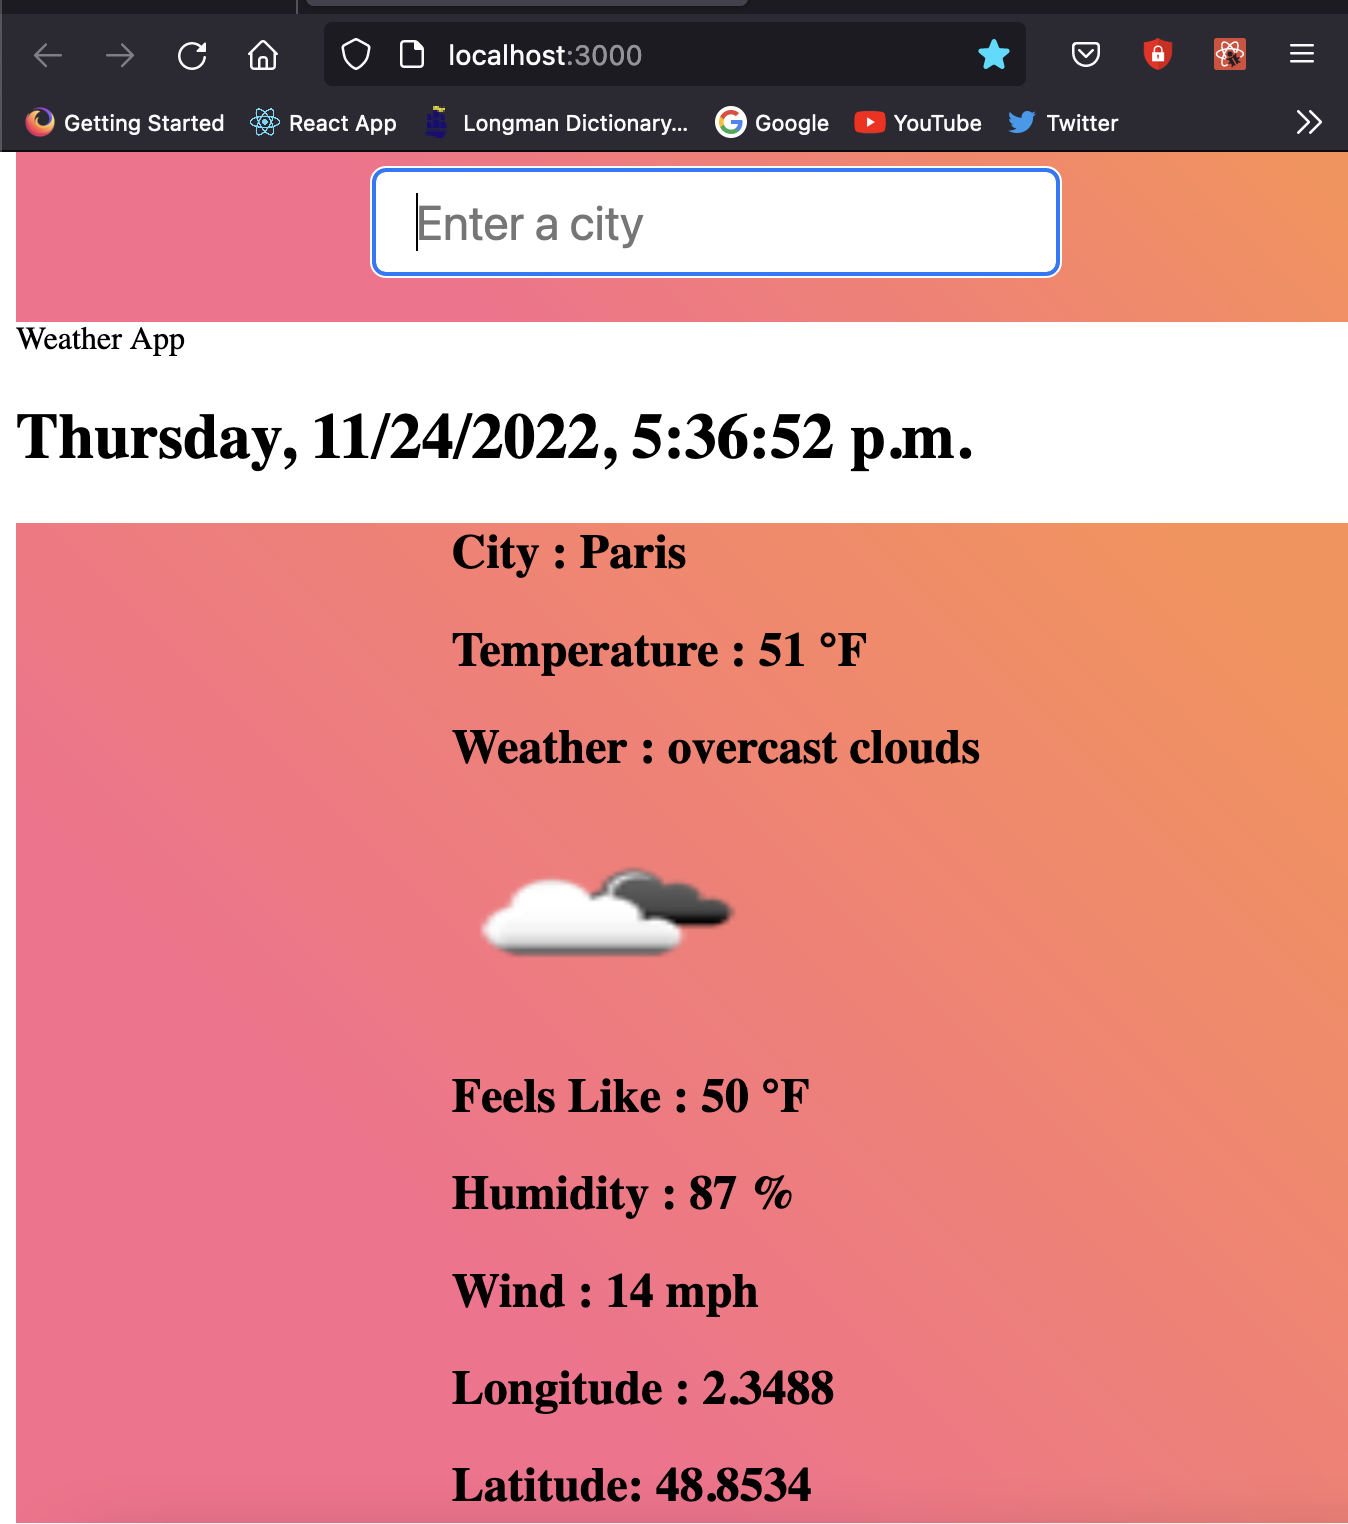 localhost:3000
Getting Started React App Longman Dictionary... Google YouTube Twitter
Enter a city
Weather App
Thursday, 11/24/2022, 5:36:52 p.m.
City : Paris
Temperature : 51 °F
Weather : overcast clouds
Feels Like : 50 °F
Humidity : 87 %
Wind : 14 mph
Longitude : 2.3488
Latitude: 48.8534